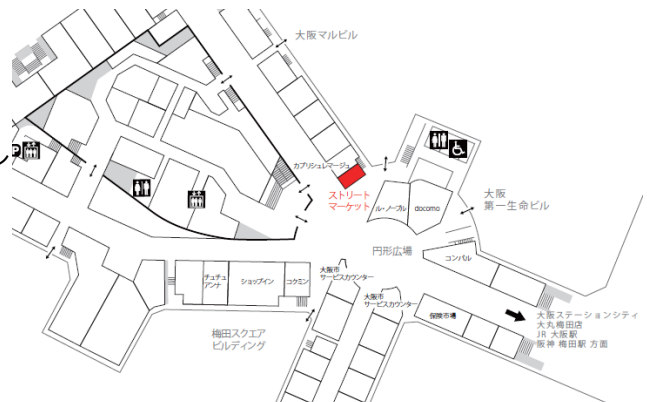 大阪マルビル
カプリシュレマージュ
ストリート
マーケット
ル・ノーブル
docomo
大阪
第一生命ビル
円形広場
コンパル
チュチュ
アンナ
ショップイン
コクミン
大阪市
サービスカウンター
大阪市
サービスカウンター
保険市場
梅田スクエア
ビルディング
大阪ステーションシティ
大丸梅田店
JR 大阪駅
阪神 梅田駅 方面
P